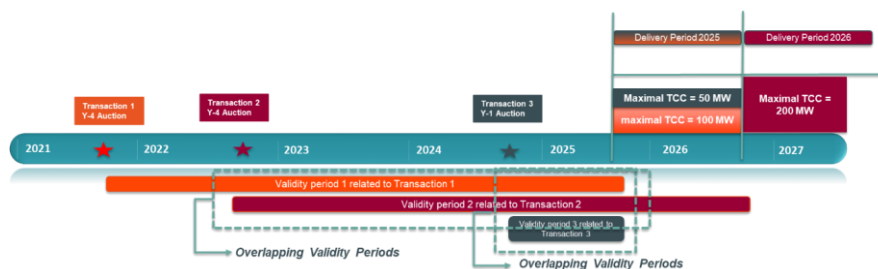 Delivery Period 2025
Delivery Period 2026
Transaction 1
Y-4 Auction
Transaction 2
Y-4 Auction
Transaction 3
Y-1 Auction
Maximal TCC = 50 MW
maximal TCC = 100 MW
Maximal TCC =
200 MW
2021
2022
2023
2024
2025
2026
2027
Validity period 1 related to Transaction 1
Validity period 2 related to Transaction 2
Validity period 3 related to
Transaction 3
Overlapping Validity Periods
Overlapping Validity Periods